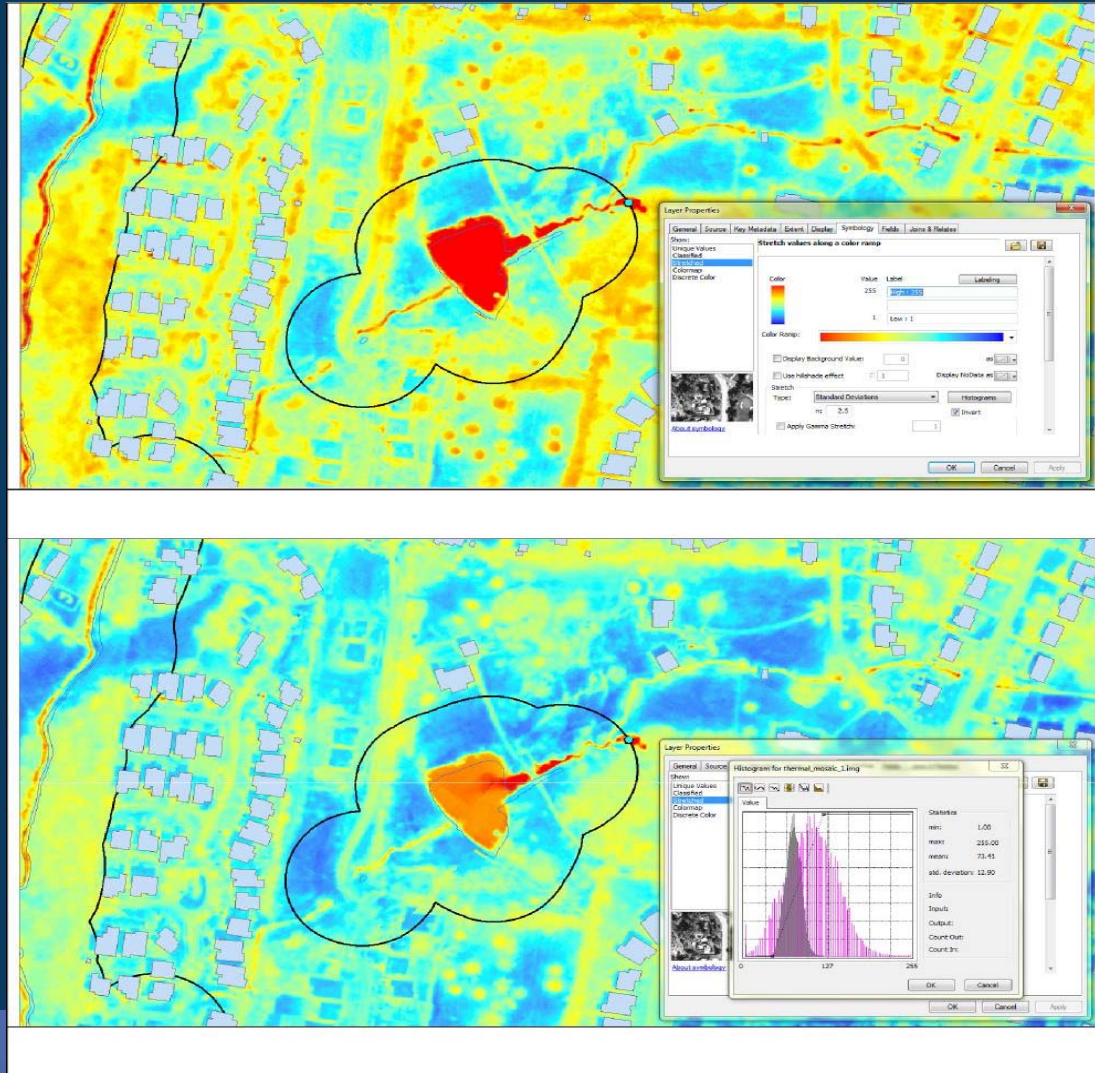 Layer Properties
General Source Key Metadata Extent Display Symbology Fields Joins & Relates
Show:
Unique Values
Classified
Stretched
Colormap
Discrete Color
Stretch values along a color ramp
Color Value Label Labeling
255 High : 255
1 Low : 1
Color Ramp:
Display Background Value: 0 as
Use hillshade effect Z: 1 Display NoData as
Stretch
Type: Standard Deviations Histograms
n: 2.5 Invert
Apply Gamma Stretch: 1
About symbology
OK Cancel Apply
Layer Properties
General Source
Show:
Unique Values
Classified
Stretched
Colormap
Discrete Color
Histogram for thermal_mosaic_1.img
Value
Statistics
min: 1.00
max: 255.00
mean: 73.41
std. deviation: 12.90
Info
Input:
Output:
Count Out:
Count In:
0 127 255
OK Cancel
About symbology
OK Cancel Apply